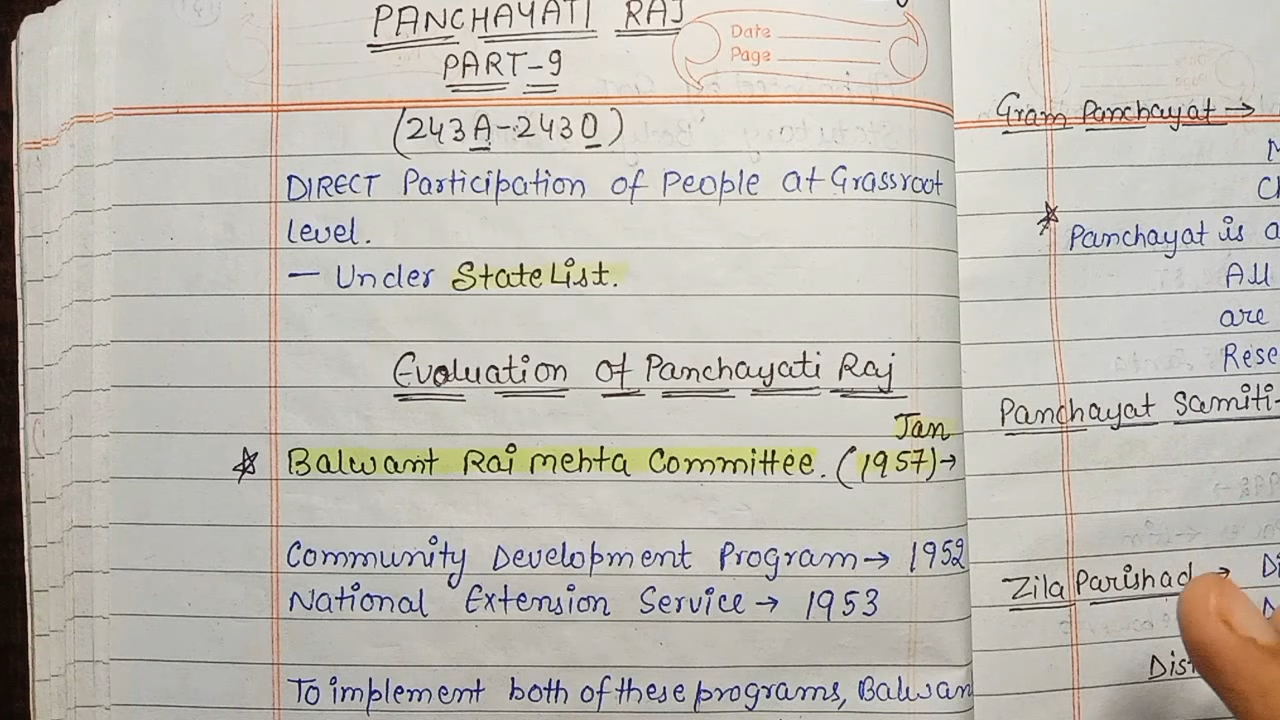 PANCHAYATI RAJ
Date
Page
PART-9
(243A-243O)
DIRECT Participation of People at Grassroot
level.
— Under State List.
Evaluation of Panchayati Raj
Jan
Balwant Rai mehta Committee. (1957)→
Community Development Program → 1952
National Extension Service → 1953
To implement both of these programs, Balwan
Gram Panchayat →
Panchayat is a
All
are
Rese
Panchayat Samiti-
Zila Parishad →
Dist